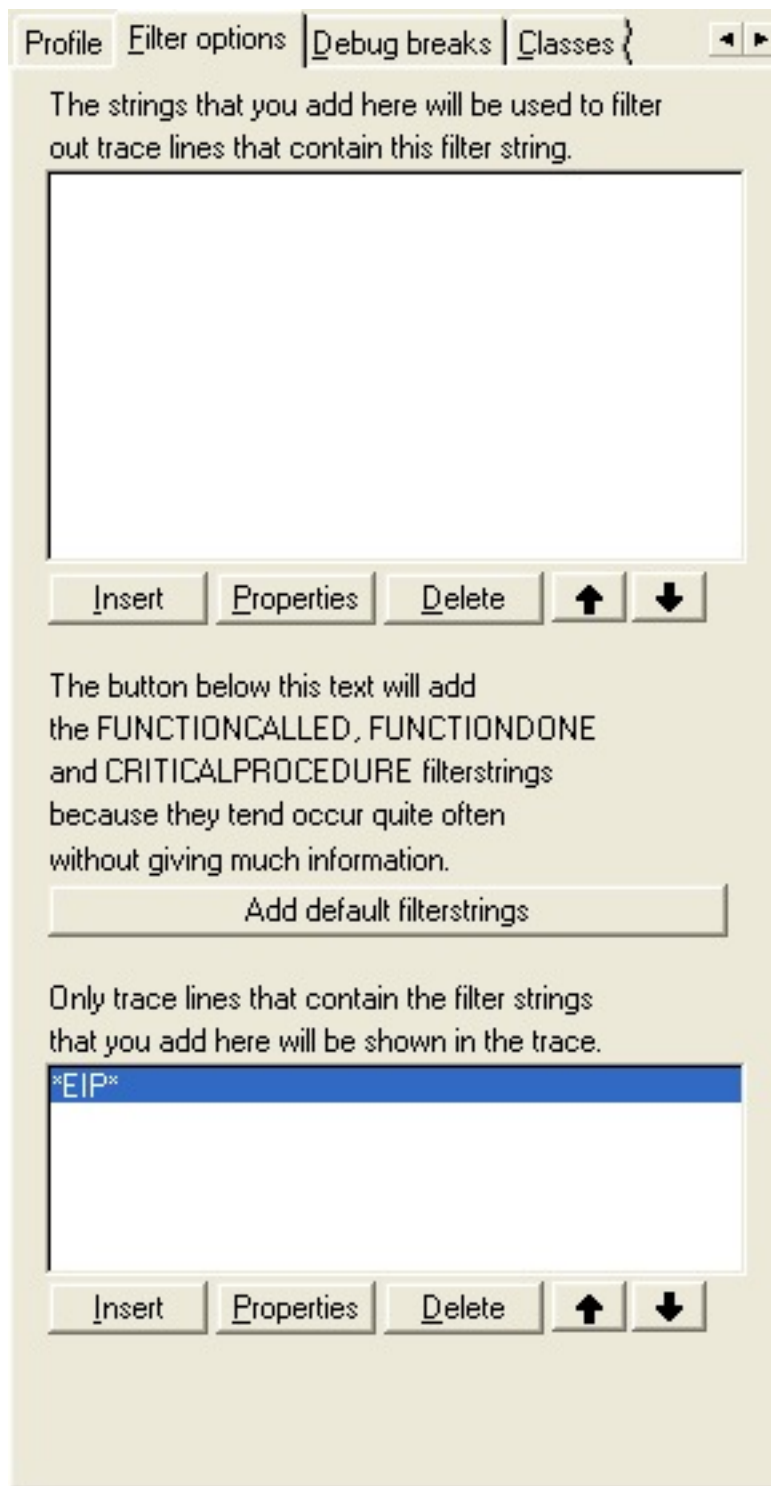 Profile Filter options Debug breaks Classes
The strings that you add here will be used to filter
out trace lines that contain this filter string.
Insert Properties Delete
The button below this text will add
the FUNCTIONCALLED, FUNCTIONDONE
and CRITICALPROCEDURE filterstrings
because they tend occur quite often
without giving much information.
Add default filterstrings
Only trace lines that contain the filter strings
that you add here will be shown in the trace.
*EIP*
Insert Properties Delete